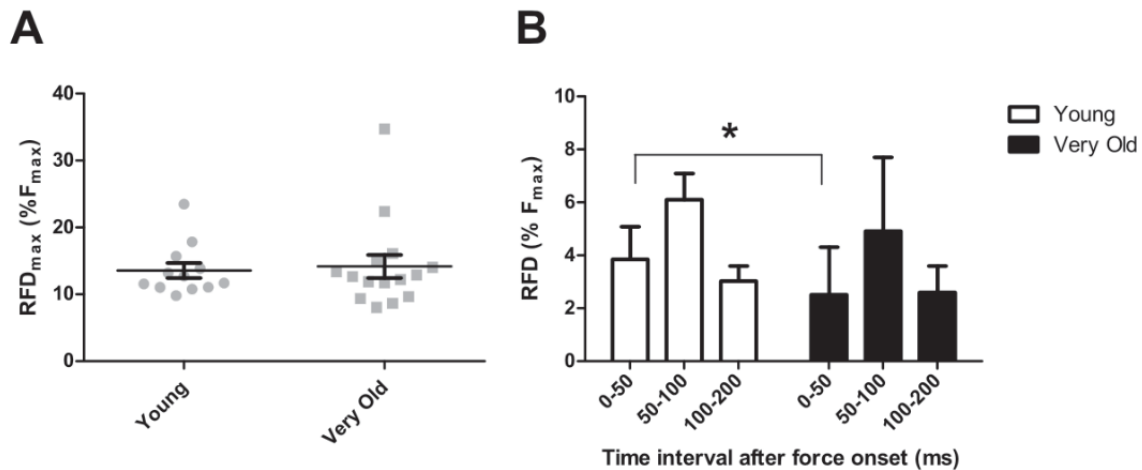 A
RFDmax (%Fmax)
40
30
20
10
0
Young
Very Old
B
RFD (% Fmax)
10
8
6
4
2
0
*
0-50
50-100
100-200
0-50
50-100
100-200
Time interval after force onset (ms)
Young
Very Old